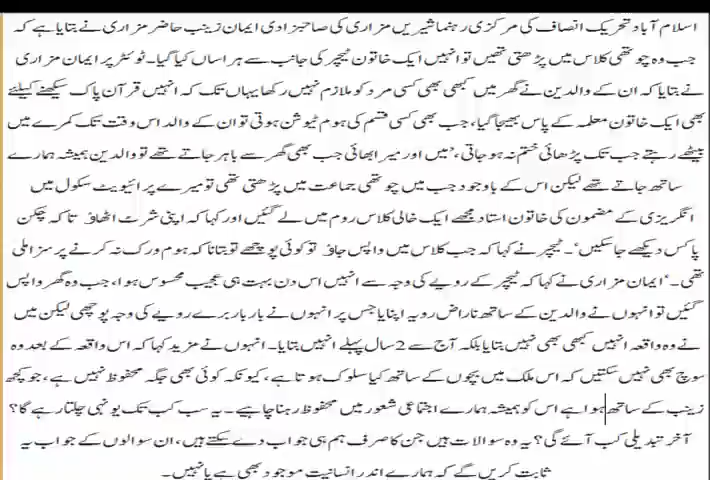 اسلام آباد تحریک انصاف کی مرکزی رہنما شیریں مزاری کی صاحبزادی ایمان زینب حاضر مزاری نے بتایا ہے کہ
جب وہ چوتھی کلاس میں پڑھتی تھیں تو انہیں ایک خاتون ٹیچر کی جانب سے ہراساں کیا گیا۔ ٹوئٹر پر ایمان مزاری
نے بتایا کہ ان کے والدین نے گھر میں کبھی بھی کسی مرد کو ملازم نہیں رکھا یہاں تک کہ انہیں قرآن پاک سیکھنے کیلئے
بھی ایک خاتون معلمہ کے پاس بھیجا گیا، جب بھی کسی قسم کی ہوم ٹیوشن ہوتی تو ان کے والد اس وقت تک کمرے میں
بیٹھے رہتے جب تک پڑھائی ختم نہ ہو جاتی، ’میں اور میرا بھائی جب بھی گھر سے باہر جاتے تھے تو والدین ہمیشہ ہمارے
ساتھ جاتے تھے لیکن اس کے باوجود جب میں چوتھی جماعت میں پڑھتی تھی تو میرے پرائیویٹ سکول میں
انگریزی کے مضمون کی خاتون استاد مجھے ایک خالی کلاس روم میں لے گئیں اور کہا کہ اپنی شرٹ اٹھاؤ تاکہ چکن
پاکس دیکھے جاسکیں‘۔ ٹیچر نے کہا کہ جب کلاس میں واپس جاؤ تو کوئی پوچھے تو بتانا کہ ہوم ورک نہ کرنے پر سزا ملی
تھی۔‘ ایمان مزاری نے کہا کہ ٹیچر کے رویے کی وجہ سے انہیں اس دن بہت ہی عجیب محسوس ہوا، جب وہ گھر واپس
گئیں تو انہوں نے والدین کے ساتھ ناراض رویہ اپنایا جس پر انہوں نے بار بار برے رویے کی وجہ پوچھی لیکن میں
نے وہ واقعہ انہیں کبھی بھی نہیں بتایا بلکہ آج سے 2 سال پہلے انہیں بتایا۔ انہوں نے مزید کہا کہ اس واقعہ کے بعد وہ
سوچ بھی نہیں سکتیں کہ اس ملک میں بچوں کے ساتھ کیا سلوک ہوتا ہے، کیونکہ کوئی بھی جگہ محفوظ نہیں ہے، جو کچھ
زینب کے ساتھ ہوا ہے اس کو ہمیشہ ہمارے اجتماعی شعور میں محفوظ رہنا چاہیے۔ یہ سب کب تک یونہی چلتا رہے گا؟
آخر تبدیلی کب آئے گی؟ یہ وہ سوالات ہیں جن کا صرف ہم ہی جواب دے سکتے ہیں، ان سوالوں کے جواب یہ
ثابت کریں گے کہ ہمارے اندر انسانیت موجود بھی ہے یا نہیں۔